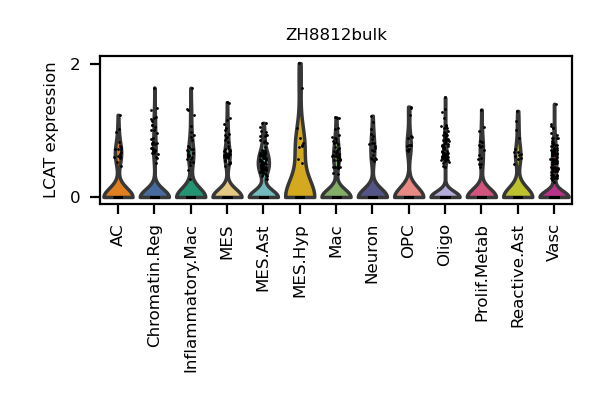 ZH8812bulk
LCAT expression
2
0
AC
Chromatin.Reg
Inflammatory.Mac
MES
MES.Ast
MES.Hyp
Mac
Neuron
OPC
Oligo
Prolif.Metab
Reactive.Ast
Vasc